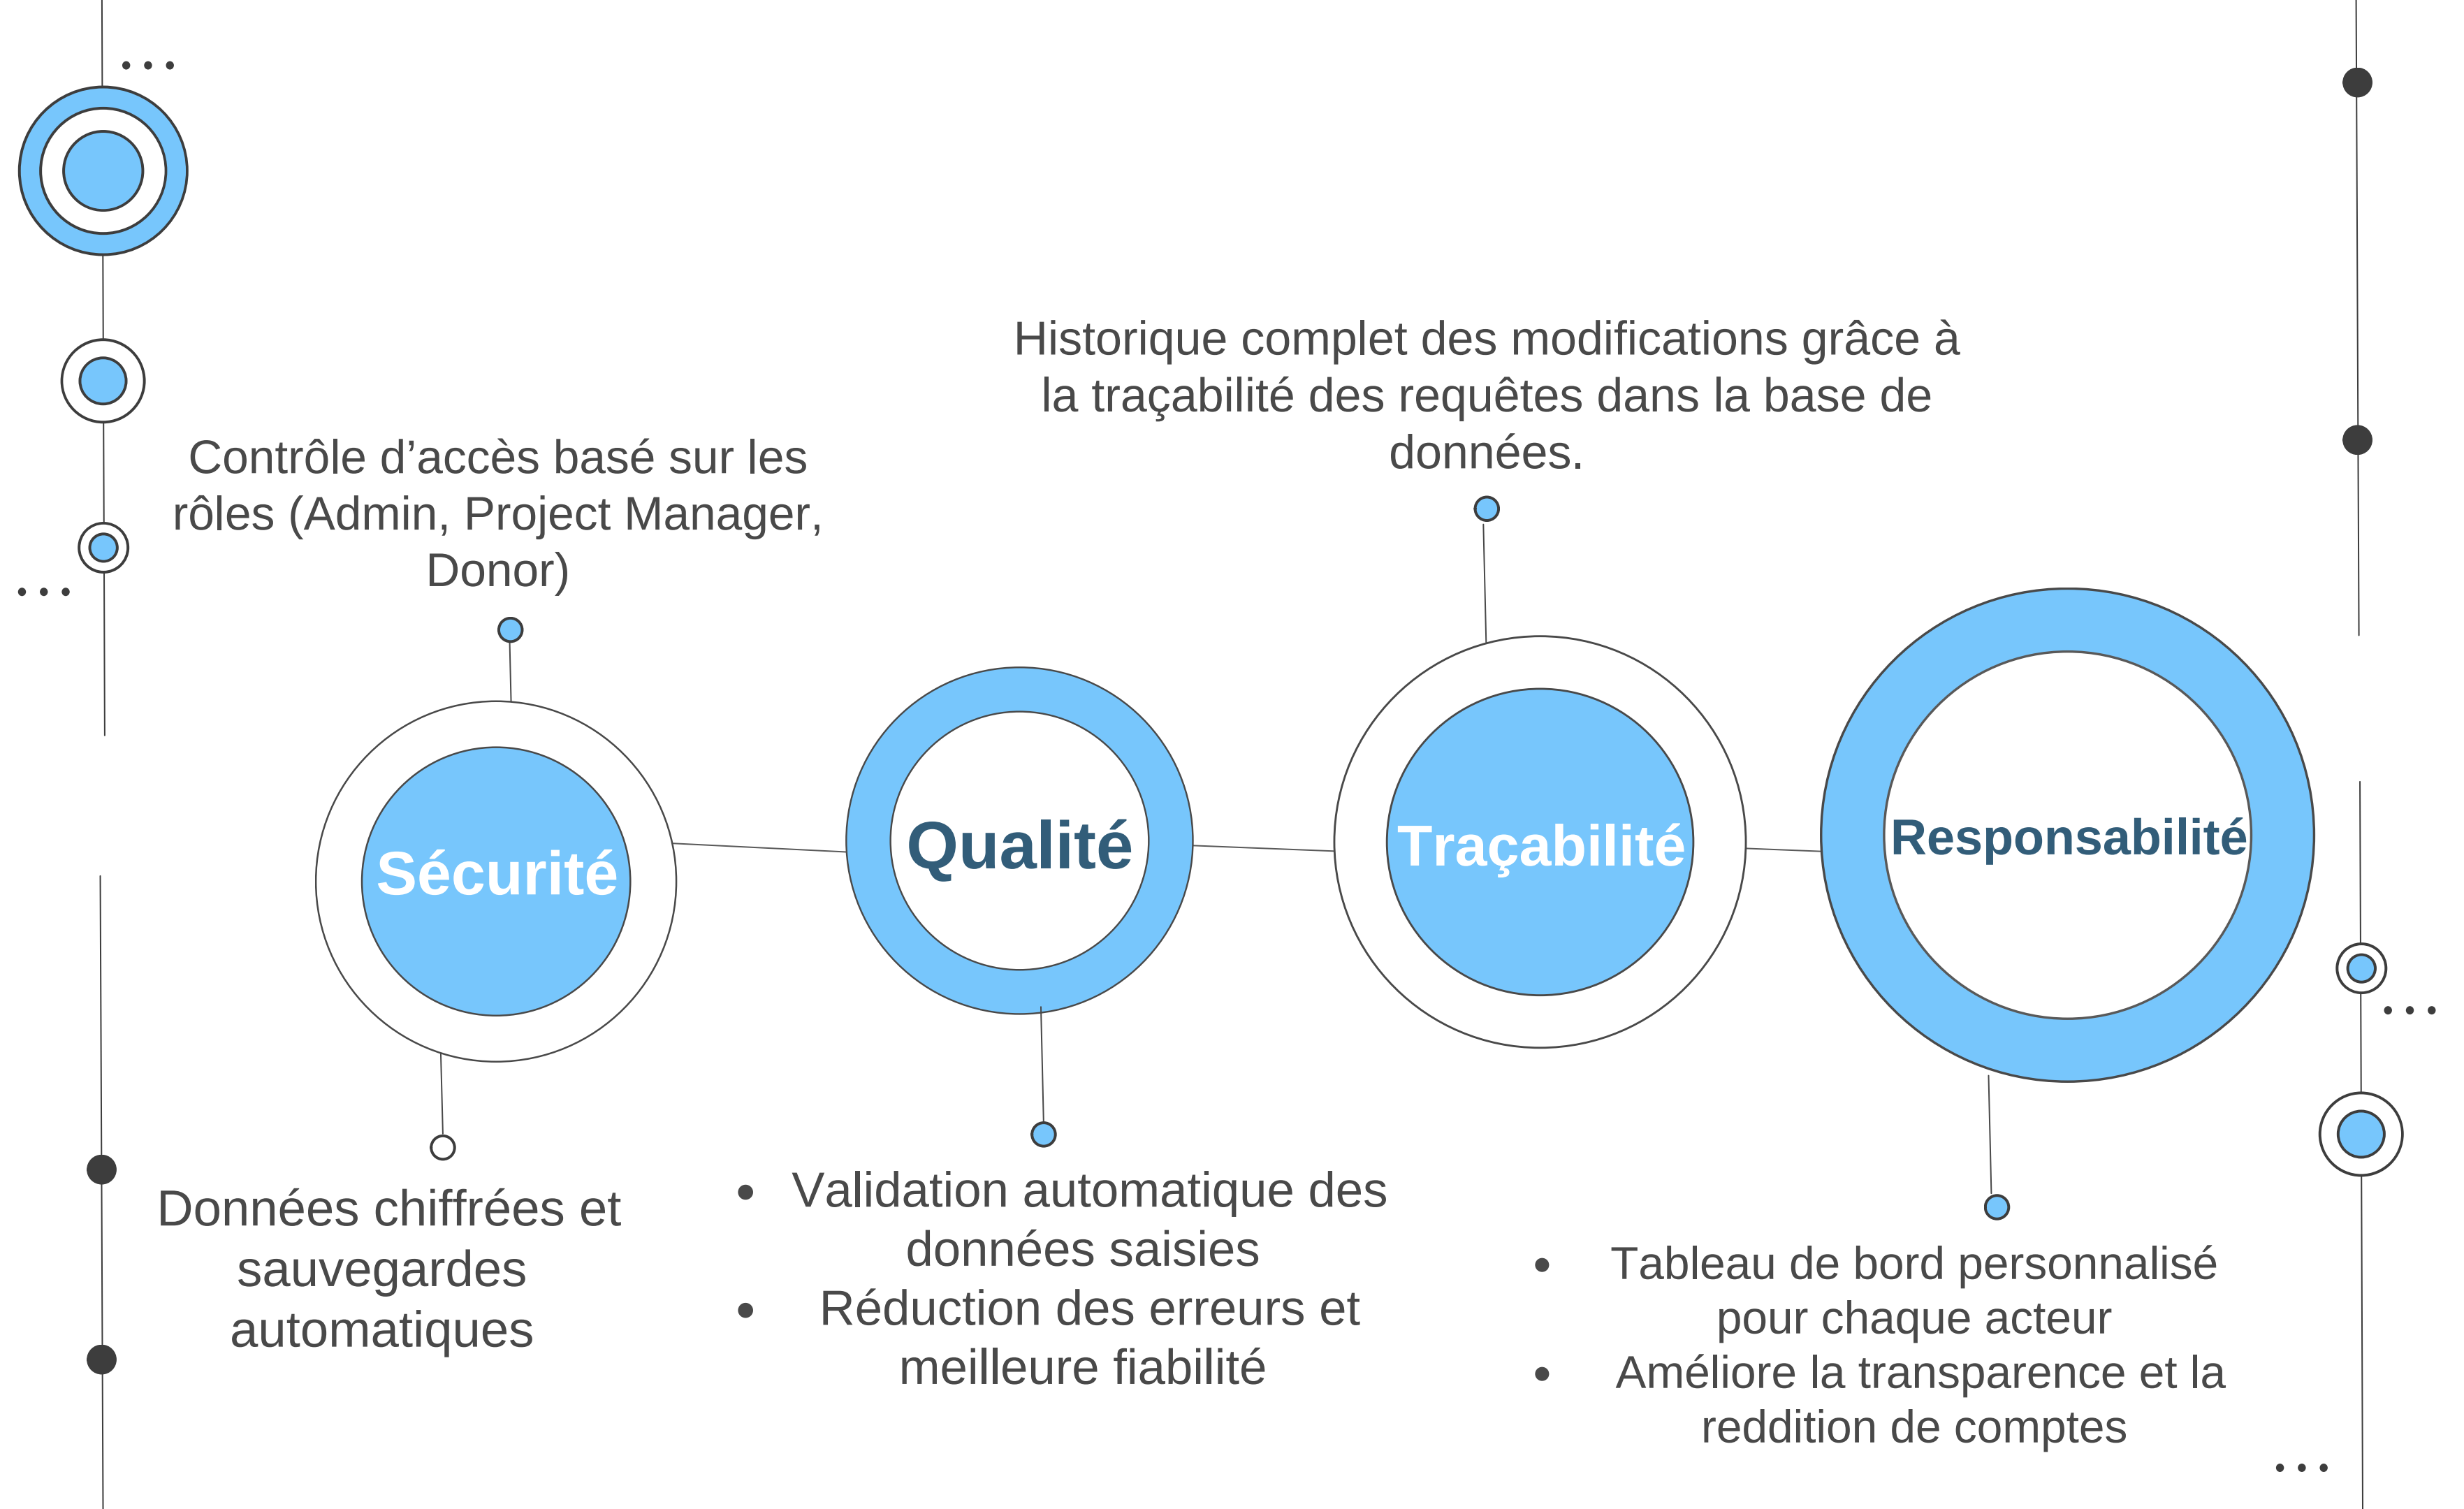 Historique complet des modifications grâce à
la traçabilité des requêtes dans la base de
données.
Contrôle d’accès basé sur les
rôles (Admin, Project Manager,
Donor)
Sécurité
Qualité
Traçabilité
Responsabilité
Données chiffrées et
sauvegardes
automatiques
• Validation automatique des
données saisies
• Réduction des erreurs et
meilleure fiabilité
• Tableau de bord personnalisé
pour chaque acteur
• Améliore la transparence et la
reddition de comptes